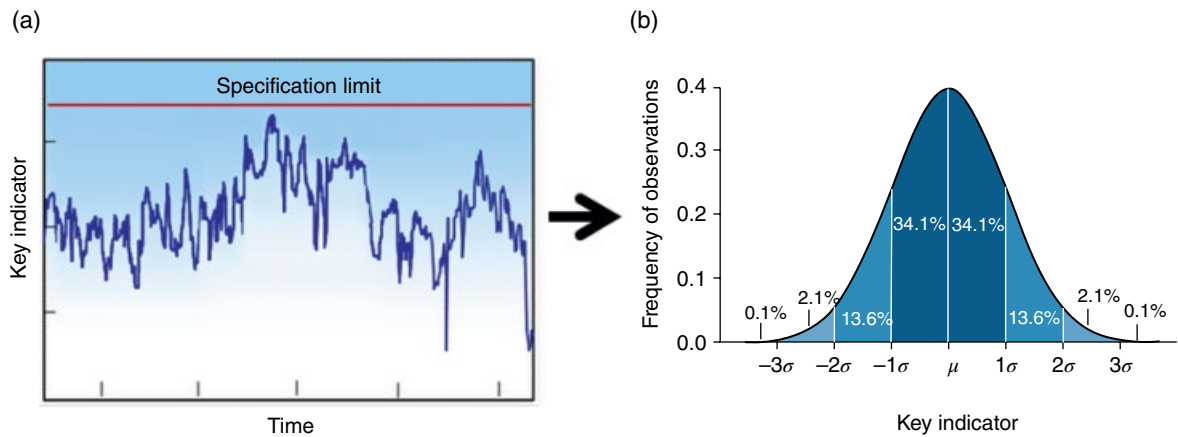 (a)
Specification limit
Key indicator
Time
(b)
Frequency of observations
0.4
0.3
0.2
0.1
0.0
34.1% 34.1%
0.1% 2.1% 13.6% 13.6% 2.1% 0.1%
−3σ −2σ −1σ μ 1σ 2σ 3σ
Key indicator